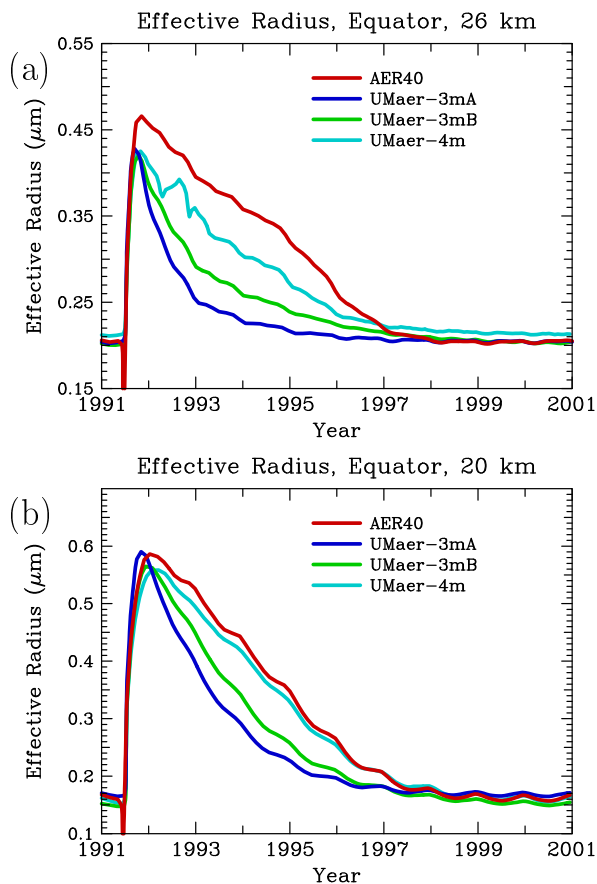 Effective Radius, Equator, 26 km
(a)
0.55
0.45
0.35
0.25
0.15
Effective Radius (μm)
AER40
UMaer-3mA
UMaer-3mB
UMaer-4m
1991 1993 1995 1997 1999 2001
Year
Effective Radius, Equator, 20 km
(b)
0.6
0.5
0.4
0.3
0.2
0.1
Effective Radius (μm)
AER40
UMaer-3mA
UMaer-3mB
UMaer-4m
1991 1993 1995 1997 1999 2001
Year